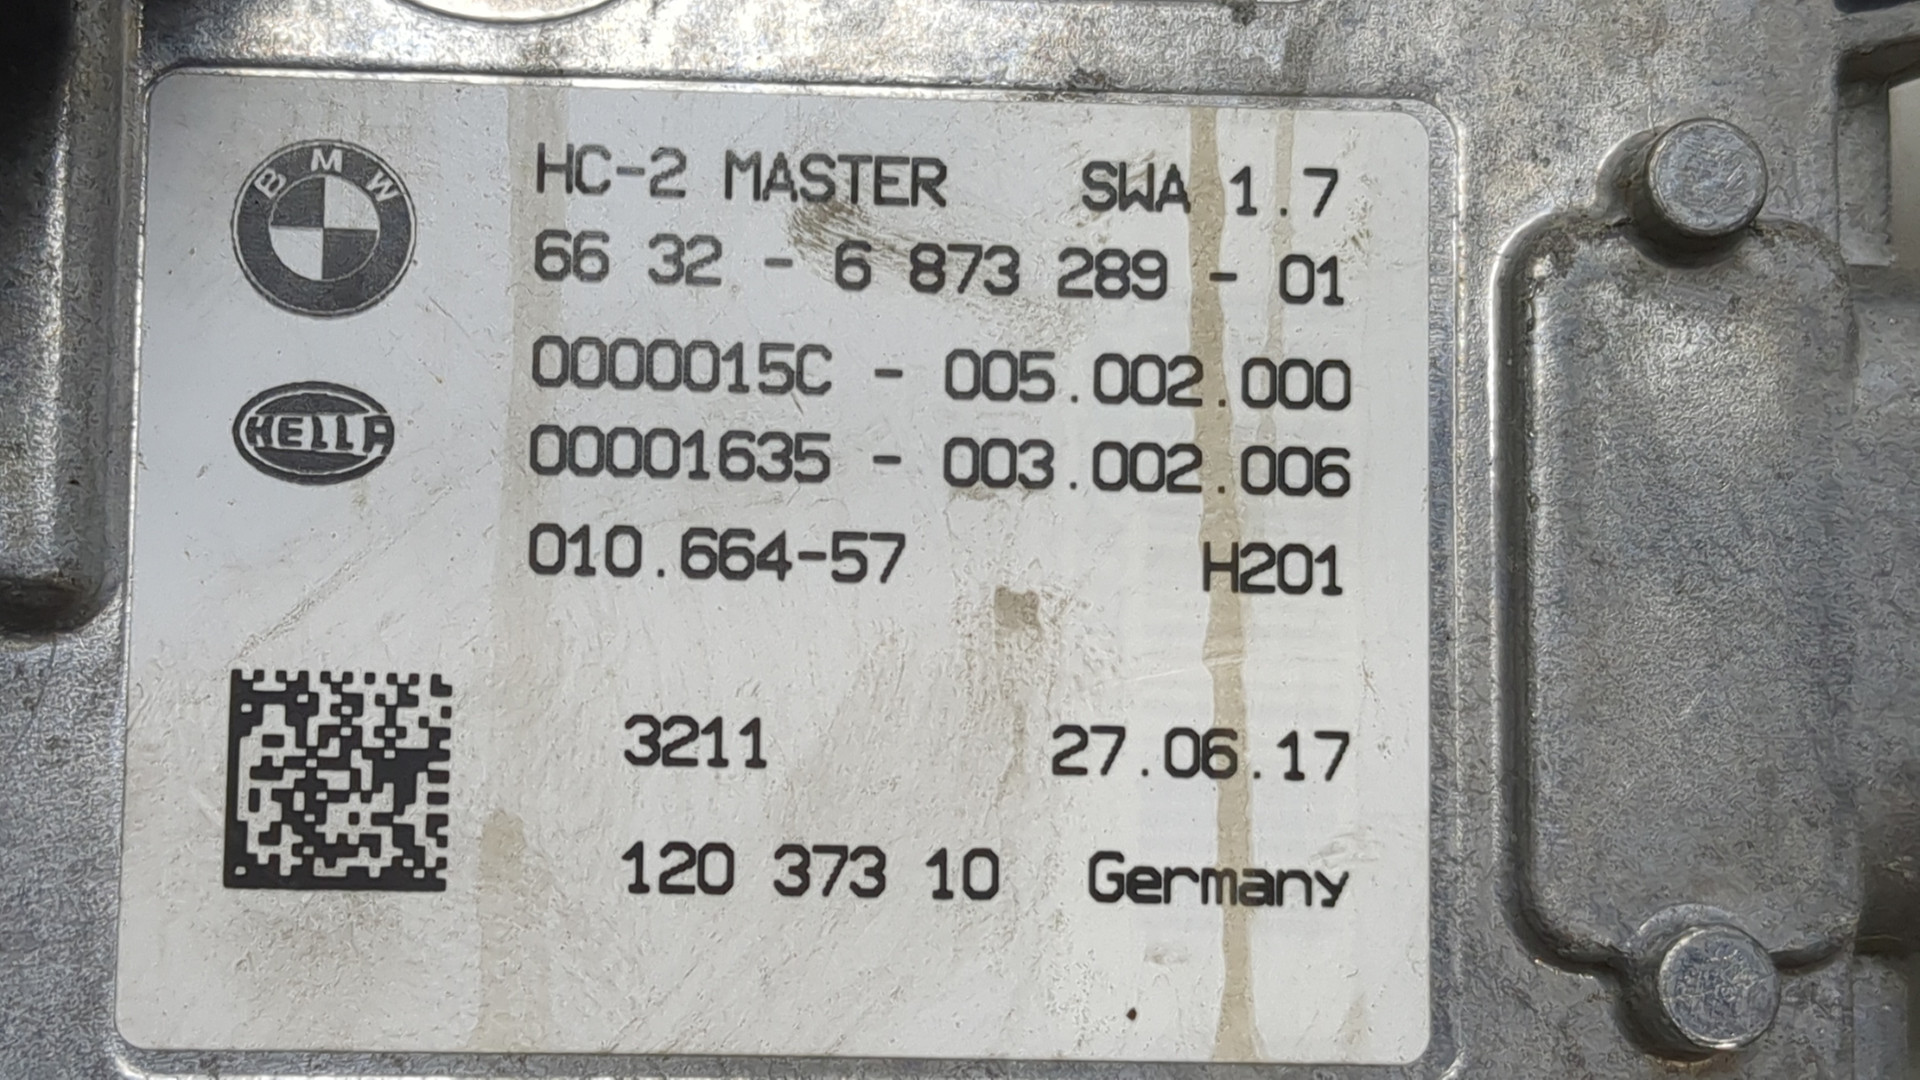 BMW
HC-2 MASTER SWA 1.7
66 32 - 6 873 289 - 01
HELLA
0000015C - 005.002.000
00001635 - 003.002.006
010.664-57 H201
3211 27.06.17
120 373 10 Germany